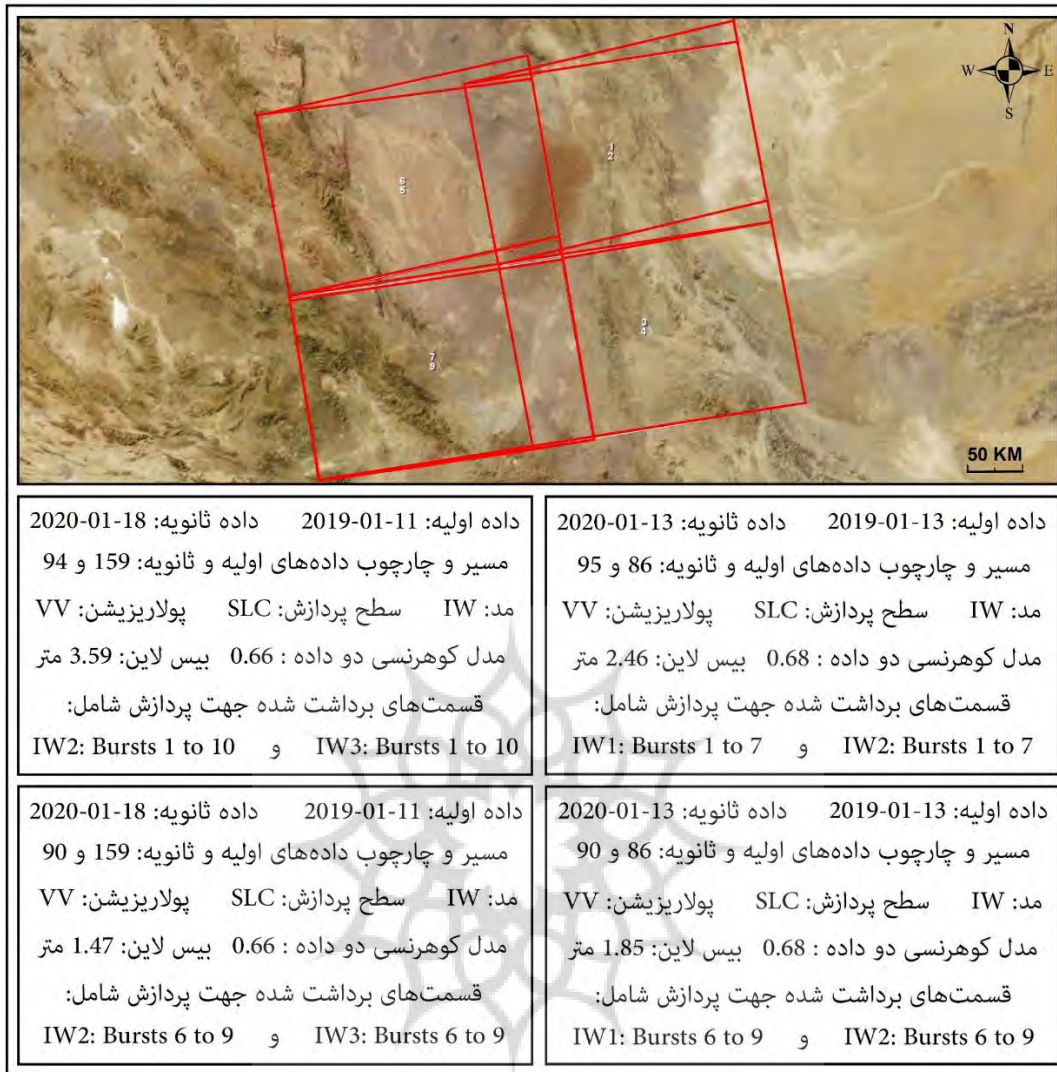 N
W E
S
1
2
6
5
3
4
7
9
50 KM
داده اولیه: 2019-01-13 داده ثانویه: 2020-01-13
مسیر و چارچوب داده‌های اولیه و ثانویه: 86 و 95
مد: IW سطح پردازش: SLC پولاریزیشن: VV
مدل کوهرنسی دو داده : 0.68 بیس لاین: 2.46 متر
قسمت‌های برداشت شده جهت پردازش شامل:
IW1: Bursts 1 to 7 و IW2: Bursts 1 to 7
داده اولیه: 2019-01-11 داده ثانویه: 2020-01-18
مسیر و چارچوب داده‌های اولیه و ثانویه: 159 و 94
مد: IW سطح پردازش: SLC پولاریزیشن: VV
مدل کوهرنسی دو داده : 0.66 بیس لاین: 3.59 متر
قسمت‌های برداشت شده جهت پردازش شامل:
IW2: Bursts 1 to 10 و IW3: Bursts 1 to 10
داده اولیه: 2019-01-13 داده ثانویه: 2020-01-13
مسیر و چارچوب داده‌های اولیه و ثانویه: 86 و 90
مد: IW سطح پردازش: SLC پولاریزیشن: VV
مدل کوهرنسی دو داده : 0.68 بیس لاین: 1.85 متر
قسمت‌های برداشت شده جهت پردازش شامل:
IW1: Bursts 6 to 9 و IW2: Bursts 6 to 9
داده اولیه: 2019-01-11 داده ثانویه: 2020-01-18
مسیر و چارچوب داده‌های اولیه و ثانویه: 159 و 90
مد: IW سطح پردازش: SLC پولاریزیشن: VV
مدل کوهرنسی دو داده : 0.66 بیس لاین: 1.47 متر
قسمت‌های برداشت شده جهت پردازش شامل:
IW2: Bursts 6 to 9 و IW3: Bursts 6 to 9